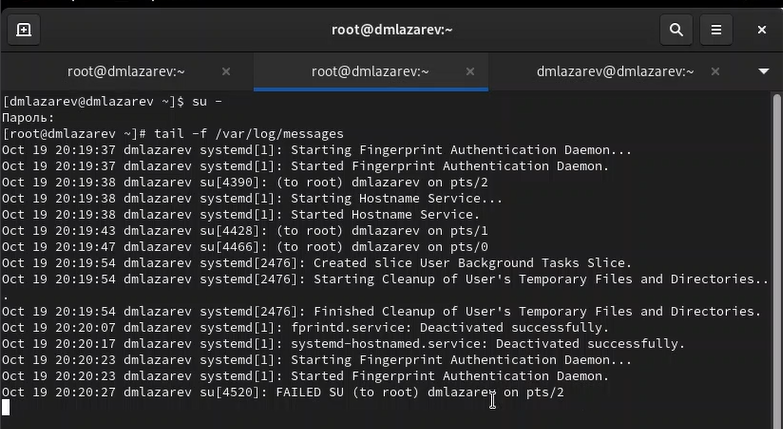 root@dmlazarev:~
root@dmlazarev:~
root@dmlazarev:~
dmlazarev@dmlazarev:~
[dmlazarev@dmlazarev ~]$ su -
Пароль:
[root@dmlazarev ~]# tail -f /var/log/messages
Oct 19 20:19:37 dmlazarev systemd[1]: Starting Fingerprint Authentication Daemon...
Oct 19 20:19:37 dmlazarev systemd[1]: Started Fingerprint Authentication Daemon.
Oct 19 20:19:38 dmlazarev su[4390]: (to root) dmlazarev on pts/2
Oct 19 20:19:38 dmlazarev systemd[1]: Starting Hostname Service...
Oct 19 20:19:38 dmlazarev systemd[1]: Started Hostname Service.
Oct 19 20:19:43 dmlazarev su[4428]: (to root) dmlazarev on pts/1
Oct 19 20:19:47 dmlazarev su[4466]: (to root) dmlazarev on pts/0
Oct 19 20:19:54 dmlazarev systemd[2476]: Created slice User Background Tasks Slice.
Oct 19 20:19:54 dmlazarev systemd[2476]: Starting Cleanup of User's Temporary Files and Directories..
.
Oct 19 20:19:54 dmlazarev systemd[2476]: Finished Cleanup of User's Temporary Files and Directories.
Oct 19 20:20:07 dmlazarev systemd[1]: fprintd.service: Deactivated successfully.
Oct 19 20:20:17 dmlazarev systemd[1]: systemd-hostnamed.service: Deactivated successfully.
Oct 19 20:20:23 dmlazarev systemd[1]: Starting Fingerprint Authentication Daemon...
Oct 19 20:20:23 dmlazarev systemd[1]: Started Fingerprint Authentication Daemon.
Oct 19 20:20:27 dmlazarev su[4520]: FAILED SU (to root) dmlazarev on pts/2